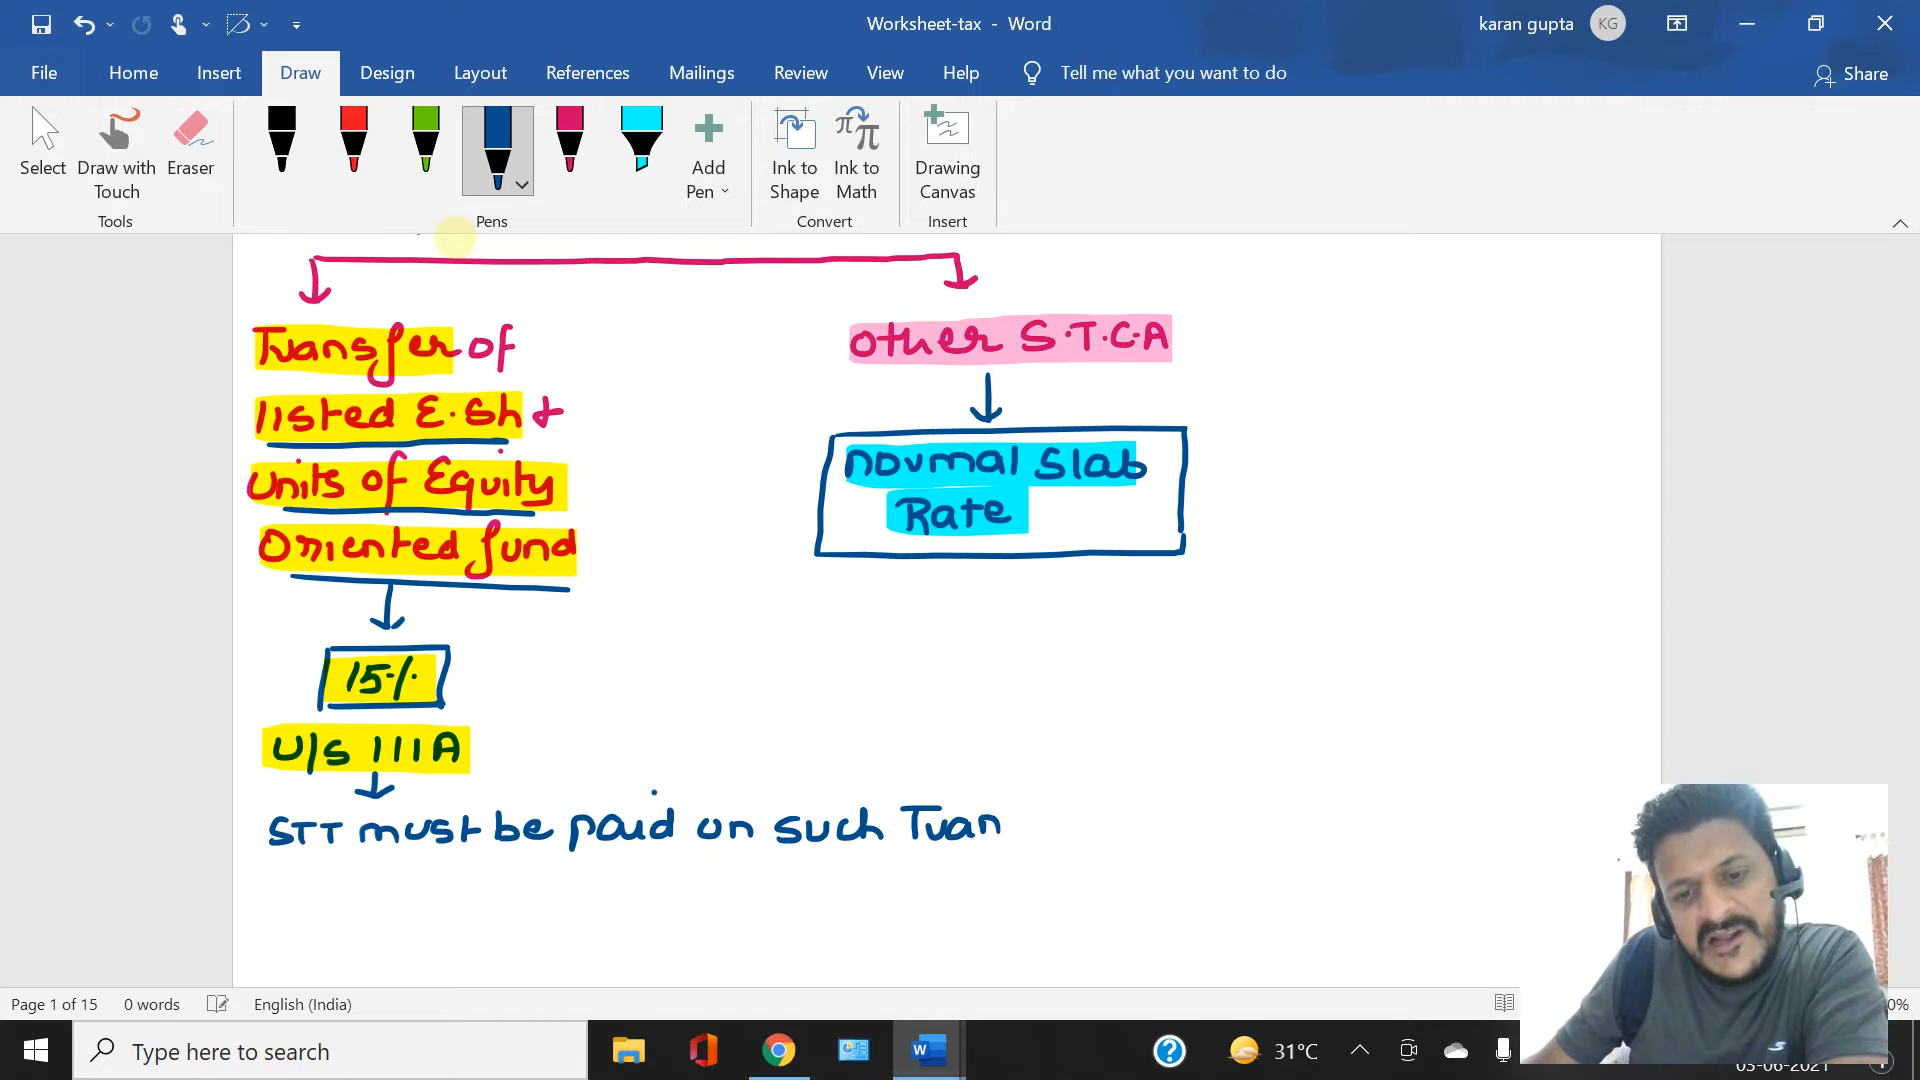 Worksheet-tax - Word
karan gupta
KG
File Home Insert Draw Design Layout References Mailings Review View Help Tell me what you want to do Share
Select Draw with Touch Eraser Add Pen Ink to Shape Ink to Math Drawing Canvas
Tools Pens Convert Insert
Transfer of
listed E.Sh +
Units of Equity
Oriented fund
15%
U/s 111A
STT must be paid on such Tran
other S.T.C.A
normal Slab
Rate
Page 1 of 15 0 words English (India) 0%
Type here to search 31°C
03-06-2021